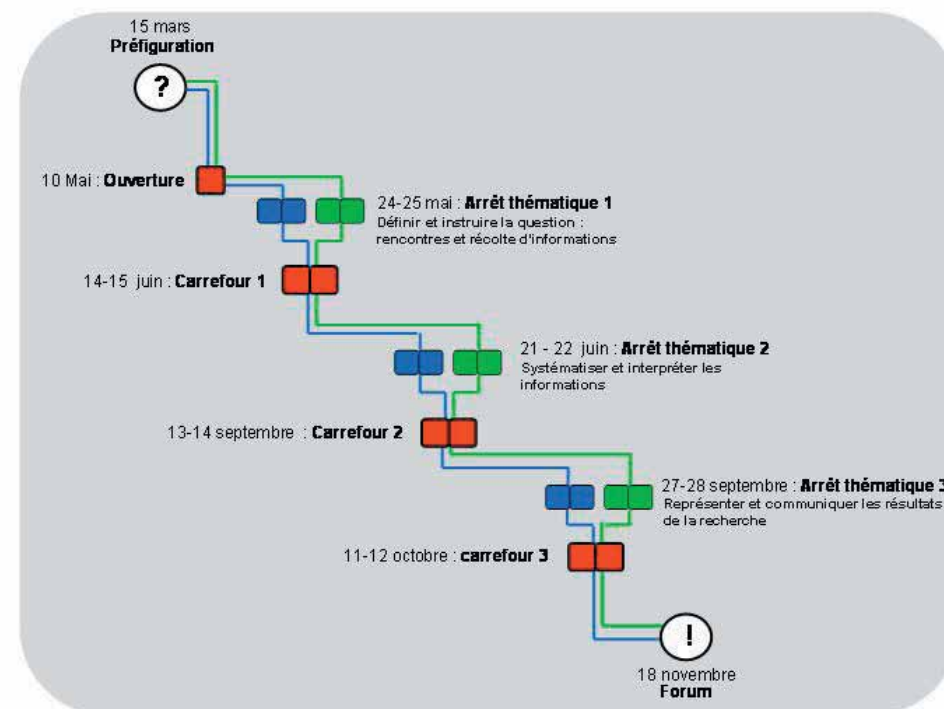 15 mars
Préfiguration
?
10 Mai : Ouverture
24-25 mai : Arrêt thématique 1
Définir et instruire la question :
rencontres et récolte d'informations
14-15 juin : Carrefour 1
21 - 22 juin : Arrêt thématique 2
Systématiser et interpréter les
informations
13-14 septembre : Carrefour 2
27-28 septembre : Arrêt thématique 3
Représenter et communiquer les résultats
de la recherche
11-12 octobre : carrefour 3
!
18 novembre
Forum